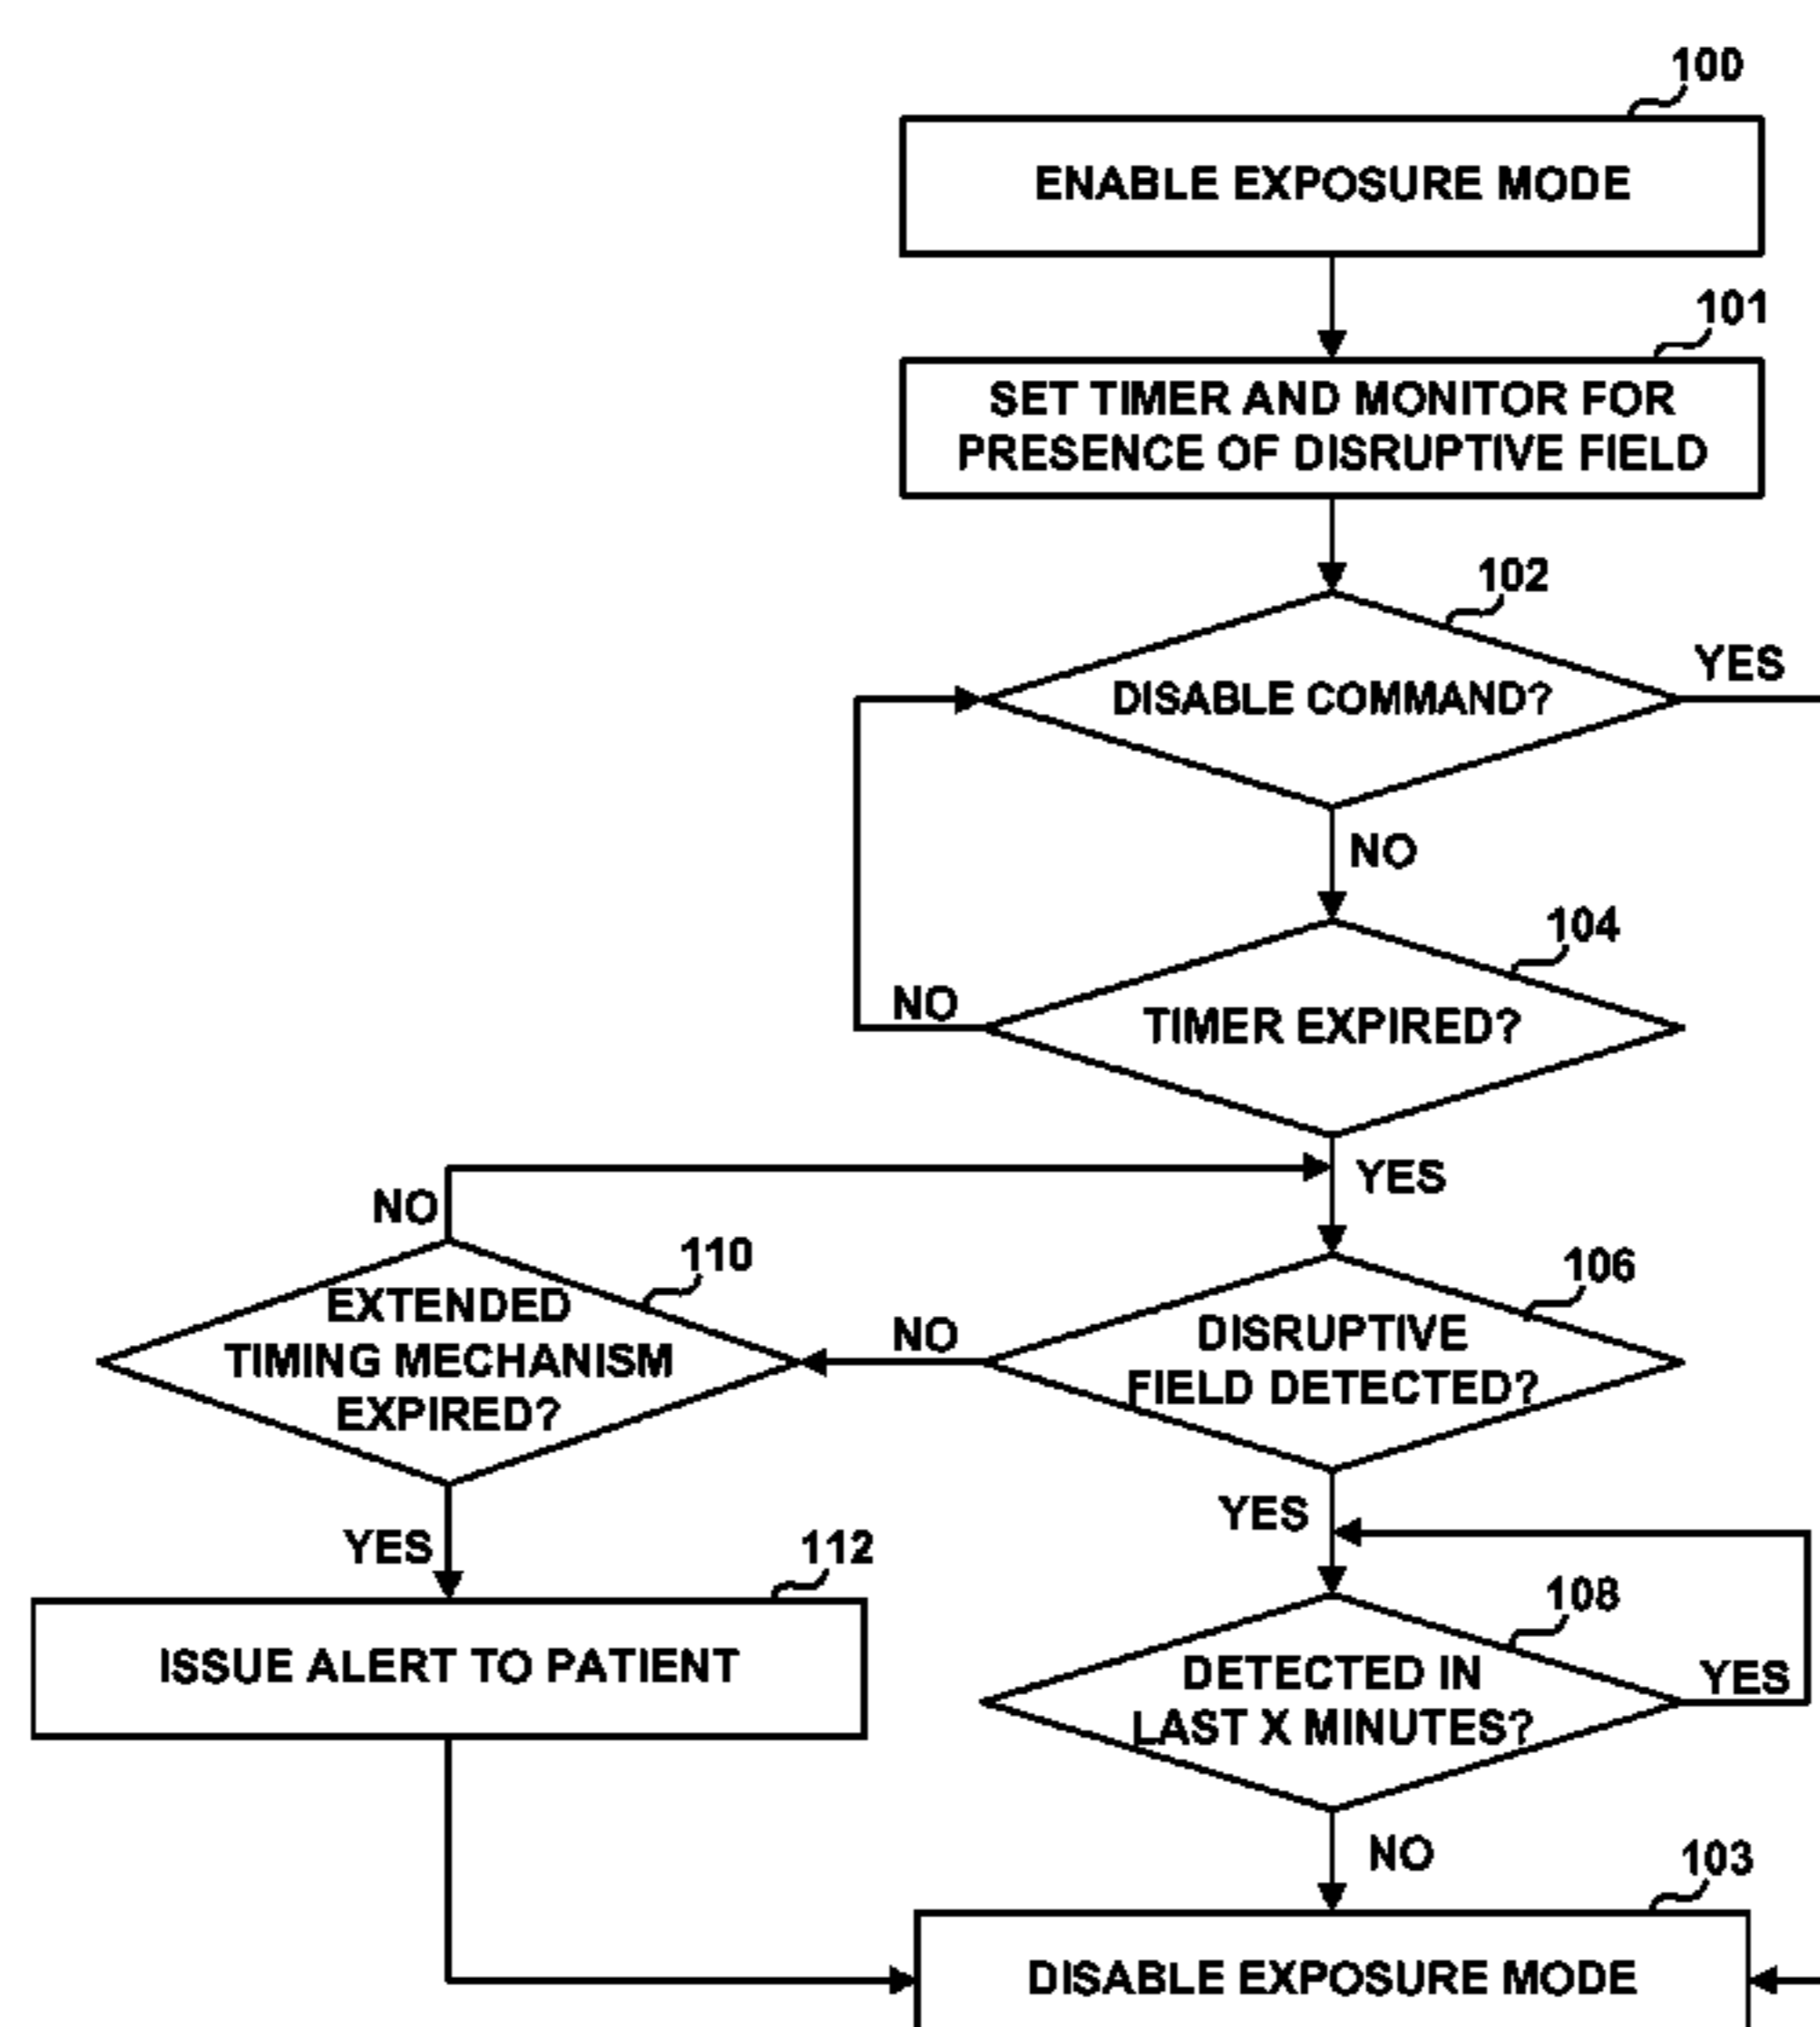 100
ENABLE EXPOSURE MODE
101
SET TIMER AND MONITOR FOR
PRESENCE OF DISRUPTIVE FIELD
102
DISABLE COMMAND?
YES
NO
104
TIMER EXPIRED?
NO
YES
NO
110
EXTENDED
TIMING MECHANISM
EXPIRED?
NO
106
DISRUPTIVE
FIELD DETECTED?
YES
YES
112
ISSUE ALERT TO PATIENT
108
DETECTED IN
LAST X MINUTES?
YES
NO
103
DISABLE EXPOSURE MODE